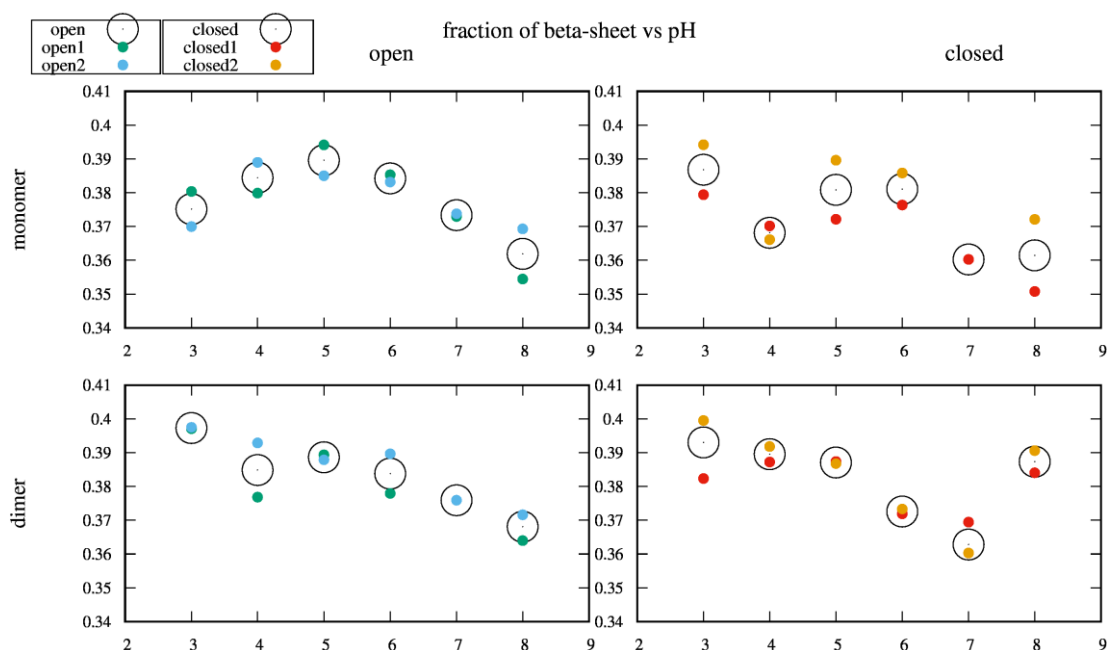 fraction of beta-sheet vs pH
open closed
open1 closed1
open2 closed2
open closed
monomer
0.41 0.41
0.4 0.4
0.39 0.39
0.38 0.38
0.37 0.37
0.36 0.36
0.35 0.35
0.34 0.34
2 3 4 5 6 7 8 9 2 3 4 5 6 7 8 9
dimer
0.41 0.41
0.4 0.4
0.39 0.39
0.38 0.38
0.37 0.37
0.36 0.36
0.35 0.35
0.34 0.34
2 3 4 5 6 7 8 9 2 3 4 5 6 7 8 9